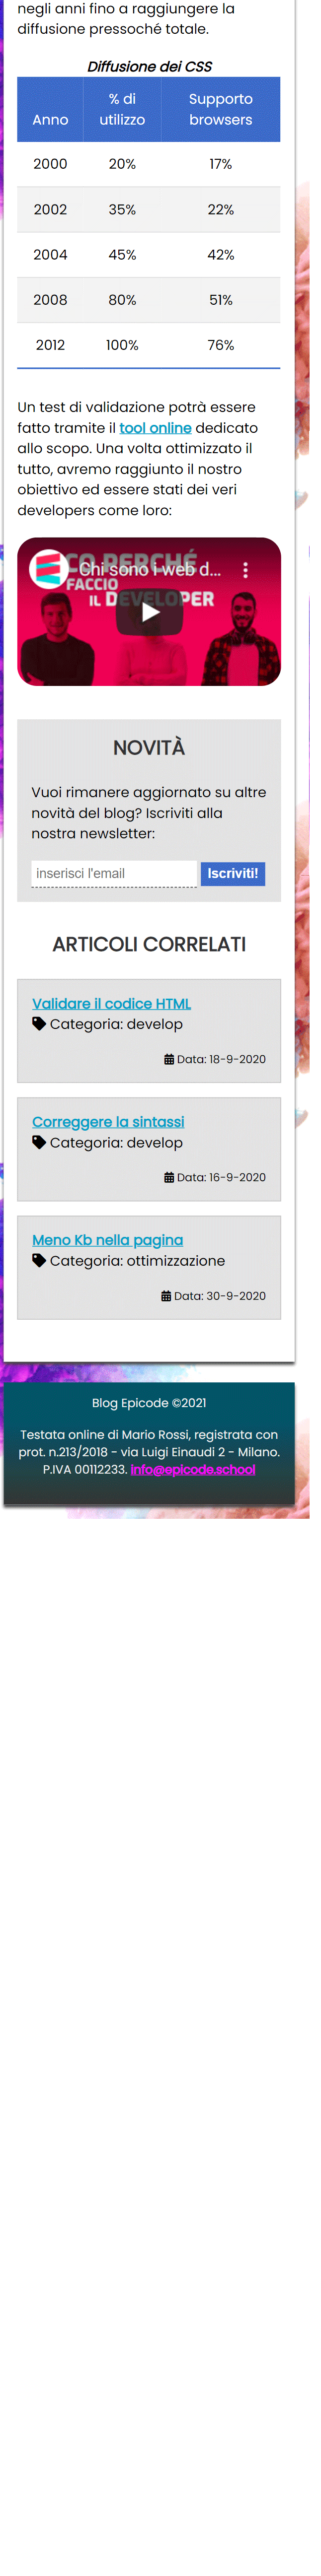 negli anni fino a raggiungere la
diffusione pressoché totale.
Diffusione dei CSS
Anno % di utilizzo Supporto browsers
2000 20% 17%
2002 35% 22%
2004 45% 42%
2008 80% 51%
2012 100% 76%
Un test di validazione potrà essere
fatto tramite il tool online dedicato
allo scopo. Una volta ottimizzato il
tutto, avremo raggiunto il nostro
obiettivo ed essere stati dei veri
developers come loro:
Chi sono i web d...
CO PERCHÉ
FACCIO
IL DEVELOPER
NOVITÀ
Vuoi rimanere aggiornato su altre
novità del blog? Iscriviti alla
nostra newsletter:
inserisci l'email Iscriviti!
ARTICOLI CORRELATI
Validare il codice HTML
Categoria: develop
Data: 18-9-2020
Correggere la sintassi
Categoria: develop
Data: 16-9-2020
Meno Kb nella pagina
Categoria: ottimizzazione
Data: 30-9-2020
Blog Epicode ©2021
Testata online di Mario Rossi, registrata con
prot. n.213/2018 - via Luigi Einaudi 2 - Milano.
P.IVA 00112233. info@epicode.school